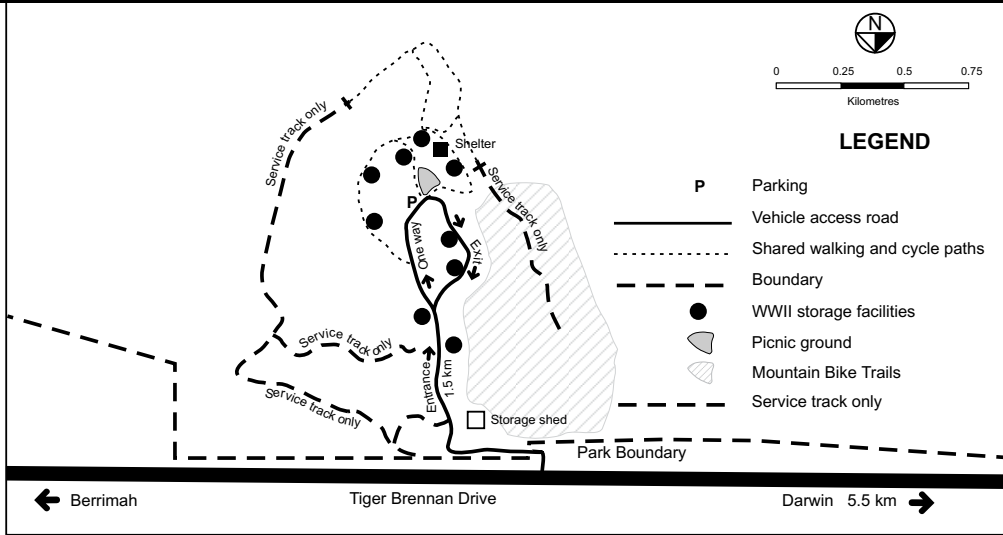 N
0 0.25 0.5 0.75
Kilometres
LEGEND
P Parking
Vehicle access road
Shared walking and cycle paths
Boundary
WWII storage facilities
Picnic ground
Mountain Bike Trails
Service track only
Service track only
Shelter
Service track only
P
One way
Exit
Service track only
Service track only
Entrance
1.5 km
Storage shed
Park Boundary
Berrimah
Tiger Brennan Drive
Darwin 5.5 km